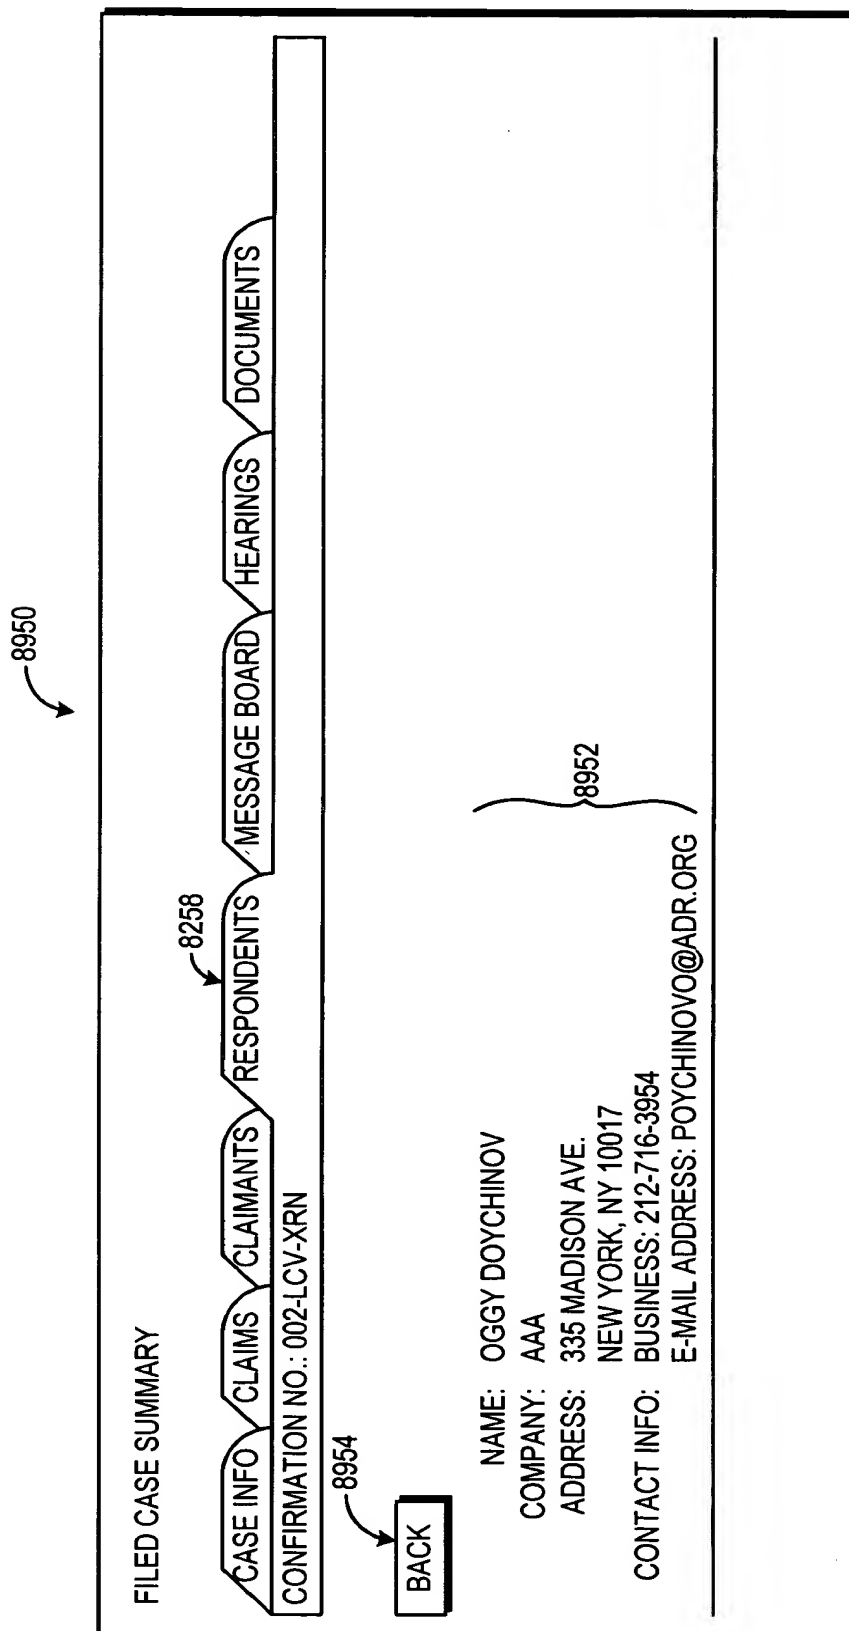 8950
FILED CASE SUMMARY
8258
CASE INFO CLAIMS CLAIMANTS RESPONDENTS MESSAGE BOARD HEARINGS DOCUMENTS
CONFIRMATION NO.: 002-LCV-XRN
8954
BACK
NAME: OGGY DOYCHINOV
COMPANY: AAA
ADDRESS: 335 MADISON AVE.
NEW YORK, NY 10017
8952
CONTACT INFO: BUSINESS: 212-716-3954
E-MAIL ADDRESS: POYCHINOVO@ADR.ORG